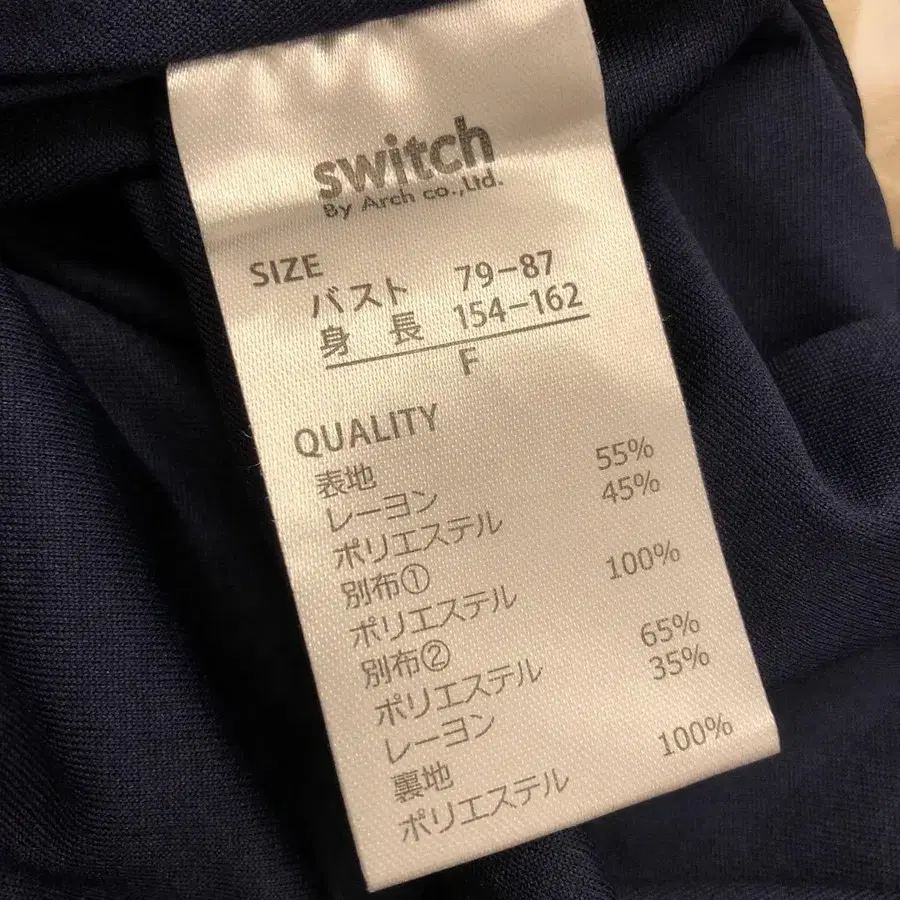 switch
By Arch co.,Ltd.
SIZE
バスト 79-87
身 長 154-162
F
QUALITY
表地
レーヨン 55%
ポリエステル 45%
別布①
ポリエステル 100%
別布②
ポリエステル 65%
レーヨン 35%
裏地
ポリエステル 100%